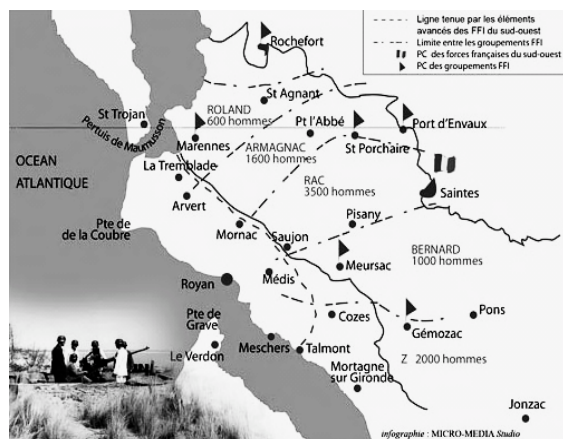 Ligne tenue par les éléments
avancés des FFI du sud-ouest
Limite entre les groupements FFI
PC des forces françaises du sud-ouest
PC des groupements FFI
Rochefort
St Agnant
ROLAND
600 hommes
St Trojan
Pertuis de Maumusson
Marennes
Pt l'Abbé
Port d'Envaux
ARMAGNAC
1600 hommes
St Porchaire
OCEAN
ATLANTIQUE
La Tremblade
RAC
3500 hommes
Saintes
Arvert
Pte de
de la Coubre
Mornac
Pisany
Saujon
BERNARD
1000 hommes
Meursac
Médis
Royan
Pte de
Grave
Cozes
Pons
Gémozac
Le Verdon
Meschers
Talmont
Z 2000 hommes
Mortagne
sur Gironde
Jonzac
infographie : MICRO-MEDIA Studio